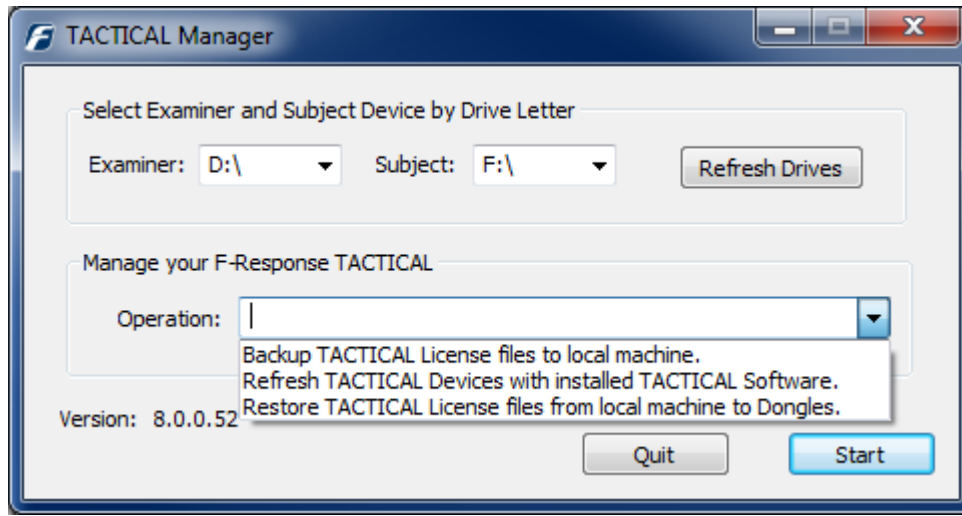 TACTICAL Manager
Select Examiner and Subject Device by Drive Letter
Examiner: D:\ Subject: F:\ Refresh Drives
Manage your F-Response TACTICAL
Operation:
Backup TACTICAL License files to local machine.
Refresh TACTICAL Devices with installed TACTICAL Software.
Restore TACTICAL License files from local machine to Dongles.
Version: 8.0.0.52
Quit Start